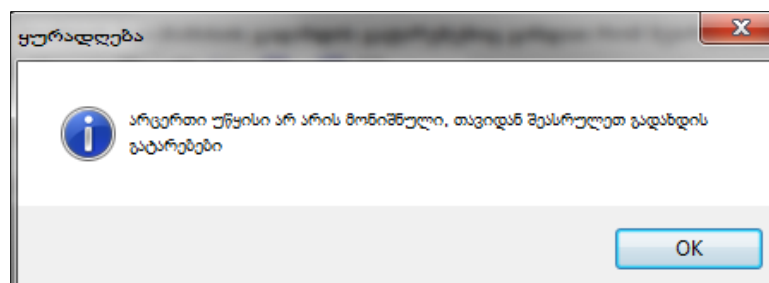 ყურადღება
არცერთი უწყისი არ არის მონიშნული, თავიდან შეასრულეთ გადახდის
გატარებები
OK